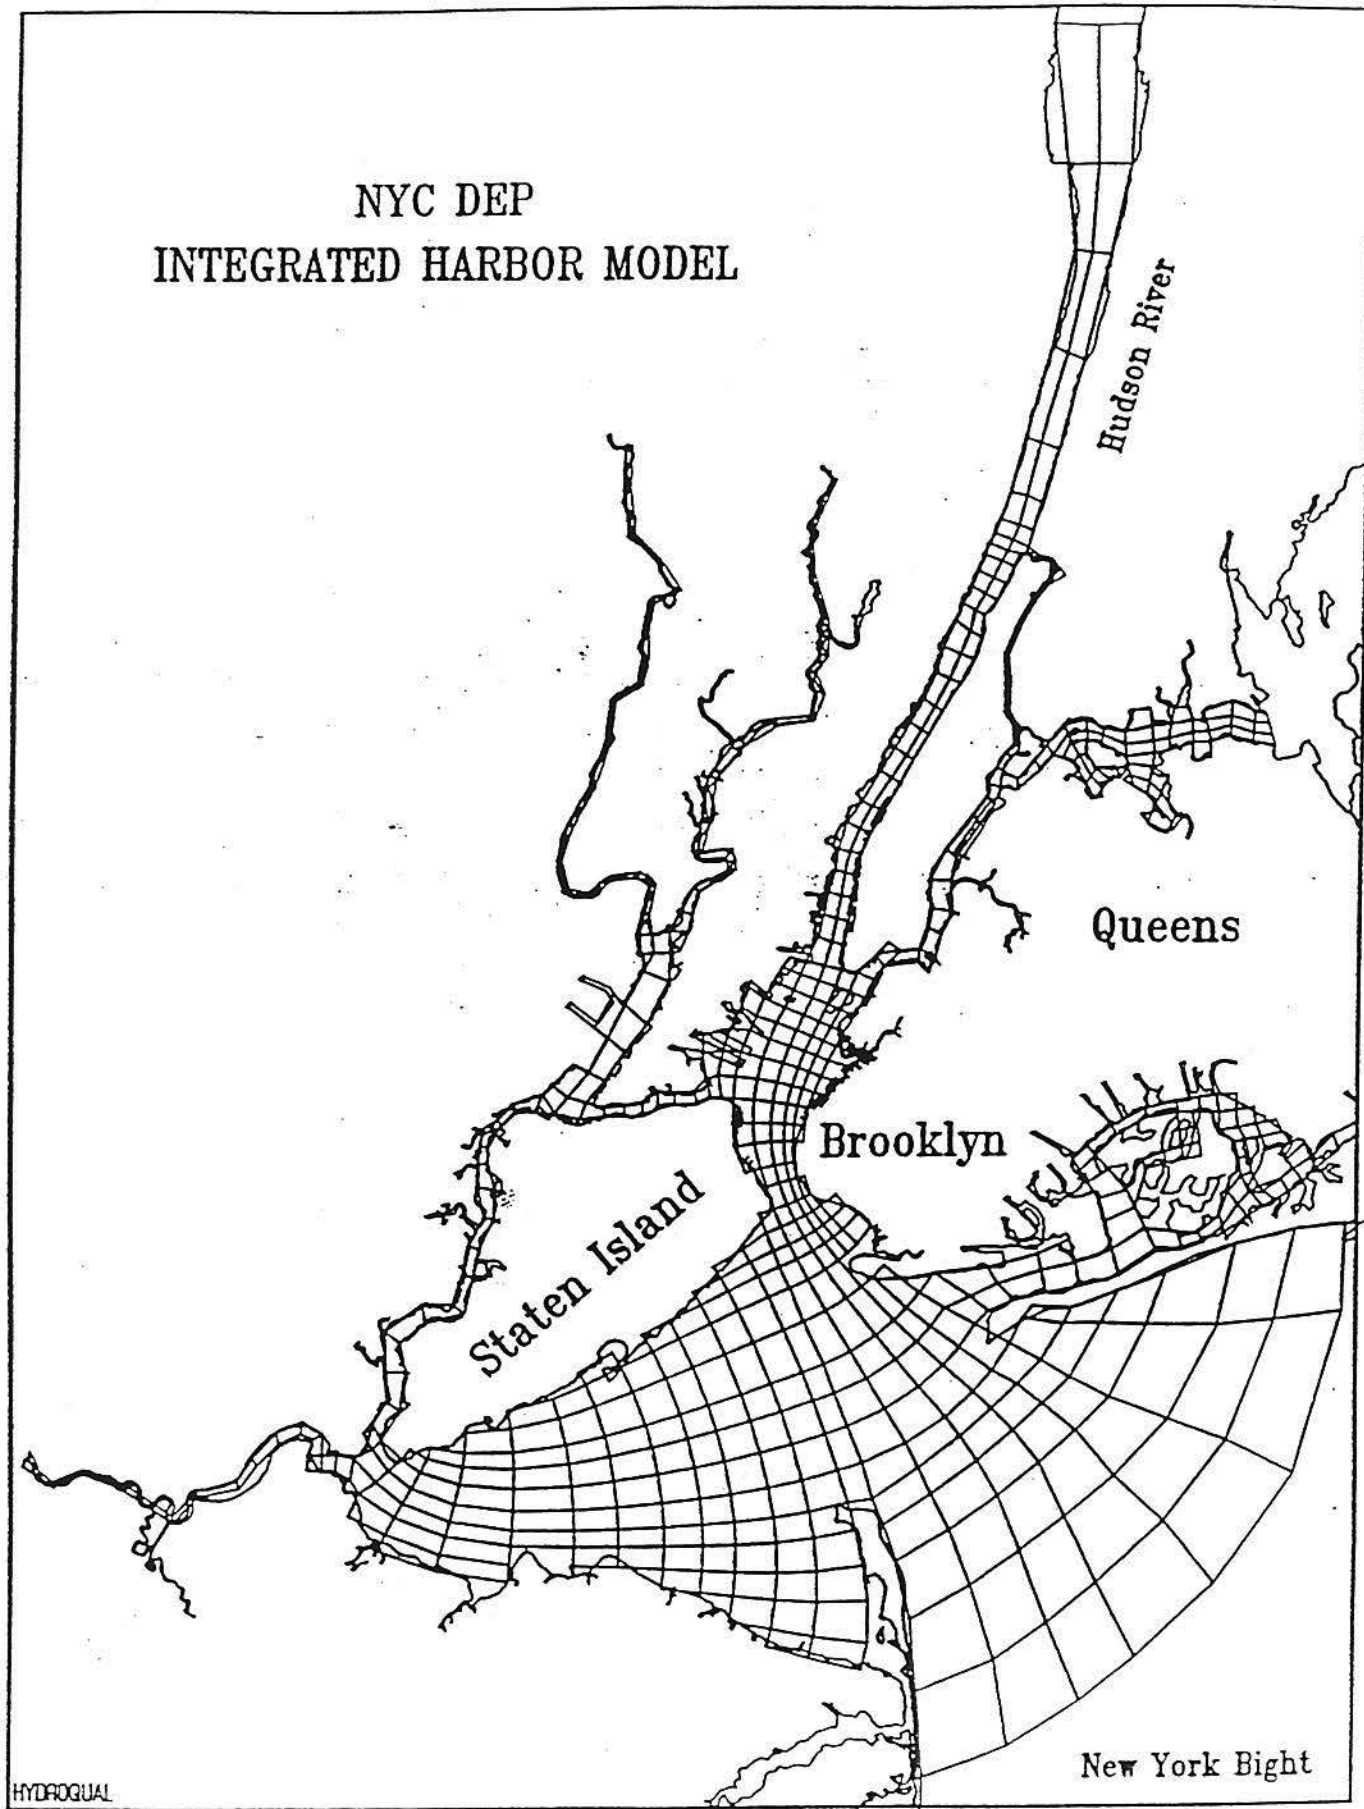 NYC DEP
INTEGRATED HARBOR MODEL
Hudson River
Queens
Brooklyn
Staten Island
New York Bight
HYDROQUAL